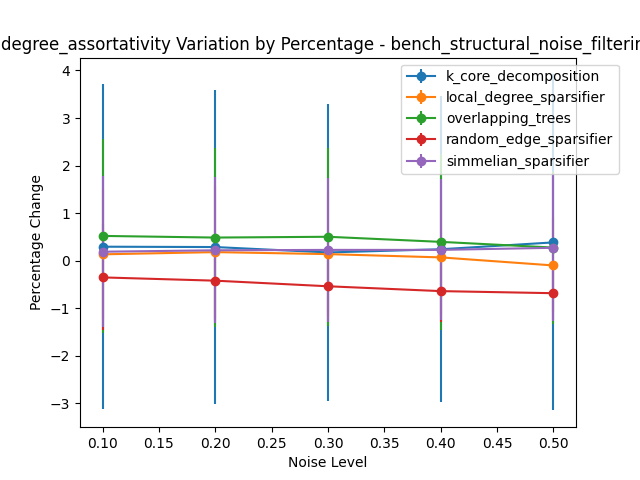 degree_assortativity Variation by Percentage - bench_structural_noise_filterin
k_core_decomposition
local_degree_sparsifier
overlapping_trees
random_edge_sparsifier
simmelian_sparsifier
Percentage Change
4
3
2
1
0
−1
−2
−3
0.10
0.15
0.20
0.25
0.30
0.35
0.40
0.45
0.50
Noise Level